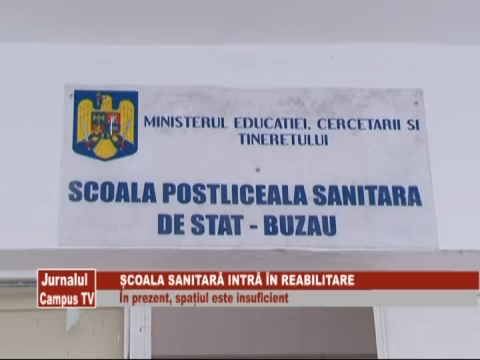 MINISTERUL EDUCATIEI, CERCETARII SI
TINERETULUI
SCOALA POSTLICEALA SANITARA
DE STAT - BUZAU
Jurnalul
Campus TV
ȘCOALA SANITARĂ INTRĂ ÎN REABILITARE
În prezent, spațiul este insuficient